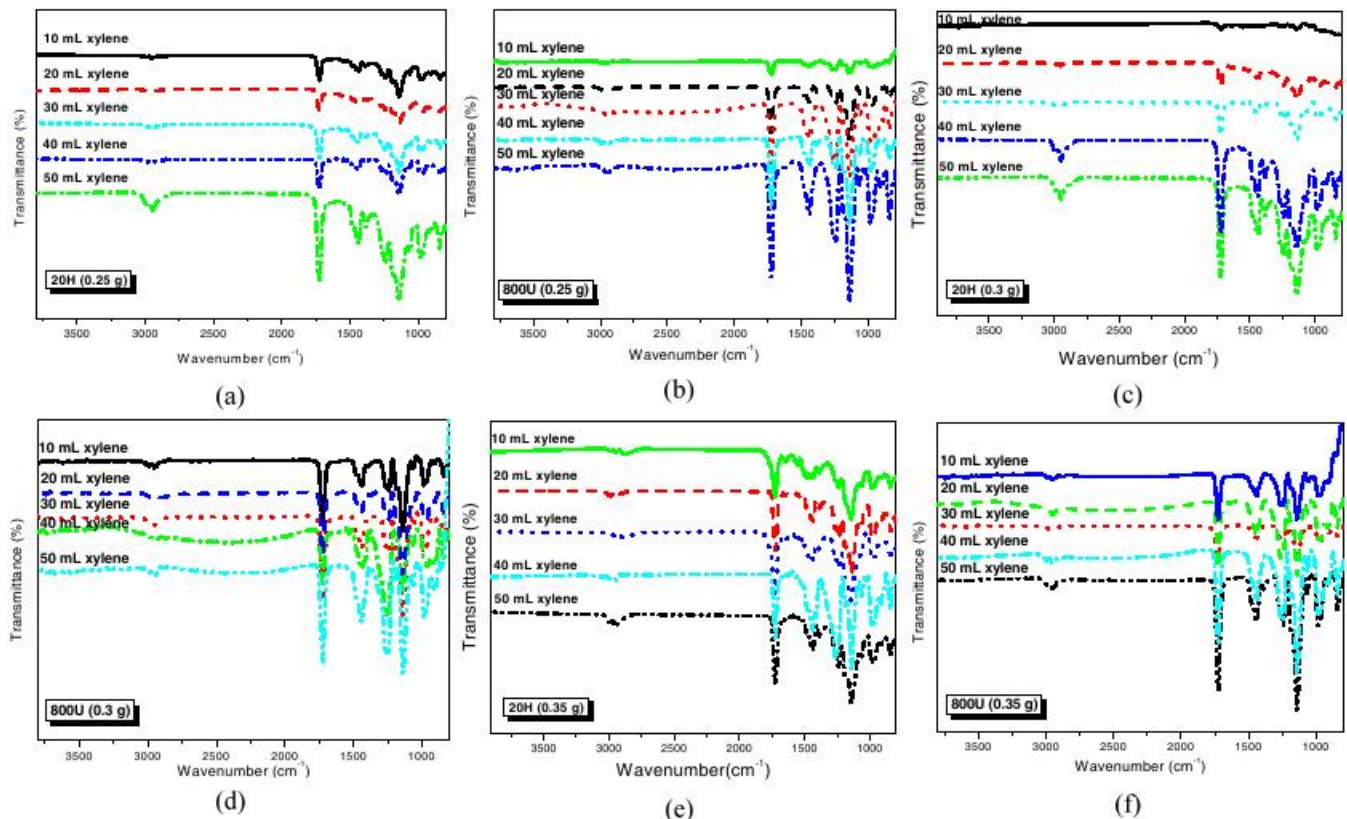 Transmittance (%)
10 mL xylene
20 mL xylene
30 mL xylene
40 mL xylene
50 mL xylene
20H (0.25 g)
3500 3000 2500 2000 1500 1000
Wavenumber (cm⁻¹)
(a)
Transmittance (%)
10 mL xylene
20 mL xylene
30 mL xylene
40 mL xylene
50 mL xylene
800U (0.25 g)
3500 3000 2500 2000 1500 1000
Wavenumber (cm⁻¹)
(b)
Transmittance (%)
10 mL xylene
20 mL xylene
30 mL xylene
40 mL xylene
50 mL xylene
20H (0.3 g)
3500 3000 2500 2000 1500 1000
Wavenumber (cm⁻¹)
(c)
Transmittance (%)
10 mL xylene
20 mL xylene
30 mL xylene
40 mL xylene
50 mL xylene
800U (0.3 g)
3500 3000 2500 2000 1500 1000
Wavenumber (cm⁻¹)
(d)
Transmittance (%)
10 mL xylene
20 mL xylene
30 mL xylene
40 mL xylene
50 mL xylene
20H (0.35 g)
3500 3000 2500 2000 1500 1000
Wavenumber(cm⁻¹)
(e)
Transmittance (%)
10 mL xylene
20 mL xylene
30 mL xylene
40 mL xylene
50 mL xylene
800U (0.35 g)
3500 3000 2500 2000 1500 1000
Wavenumber (cm⁻¹)
(f)